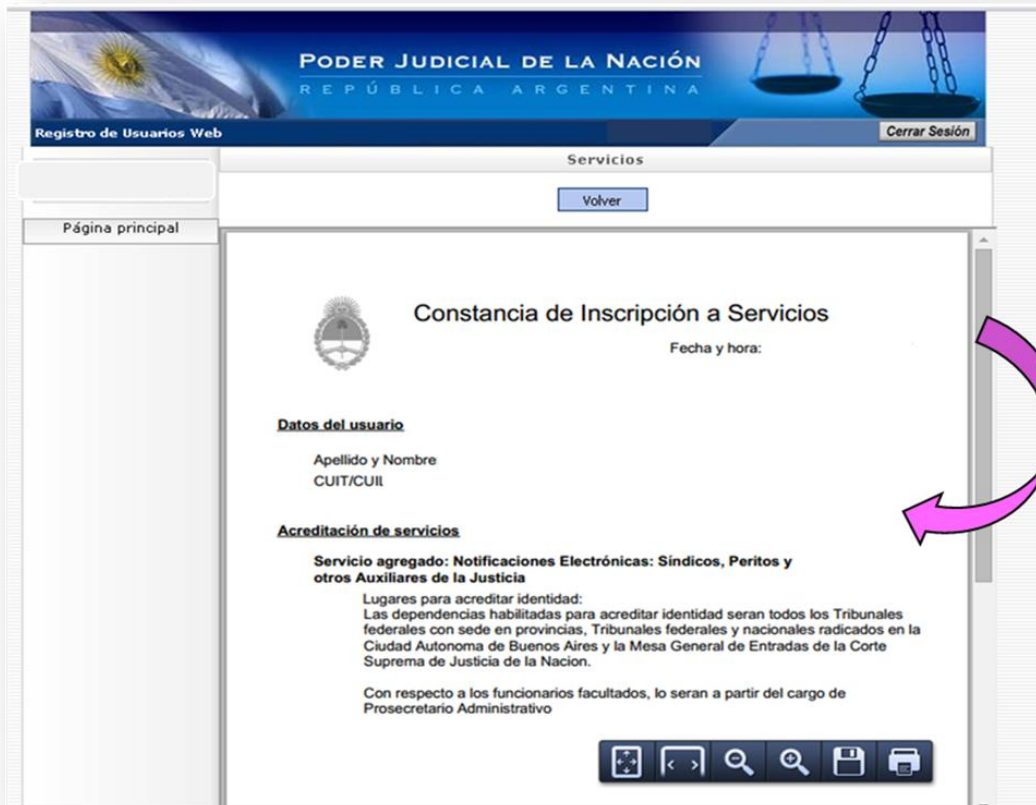 PODER JUDICIAL DE LA NACIÓN
REPÚBLICA ARGENTINA
Registro de Usuarios Web
Cerrar Sesión
Servicios
Volver
Página principal
Constancia de Inscripción a Servicios
Fecha y hora:
Datos del usuario
Apellido y Nombre
CUIT/CUIL
Acreditación de servicios
Servicio agregado: Notificaciones Electrónicas: Síndicos, Peritos y
otros Auxiliares de la Justicia
Lugares para acreditar identidad:
Las dependencias habilitadas para acreditar identidad seran todos los Tribunales
federales con sede en provincias, Tribunales federales y nacionales radicados en la
Ciudad Autonoma de Buenos Aires y la Mesa General de Entradas de la Corte
Suprema de Justicia de la Nacion.
Con respecto a los funcionarios facultados, lo seran a partir del cargo de
Prosecretario Administrativo